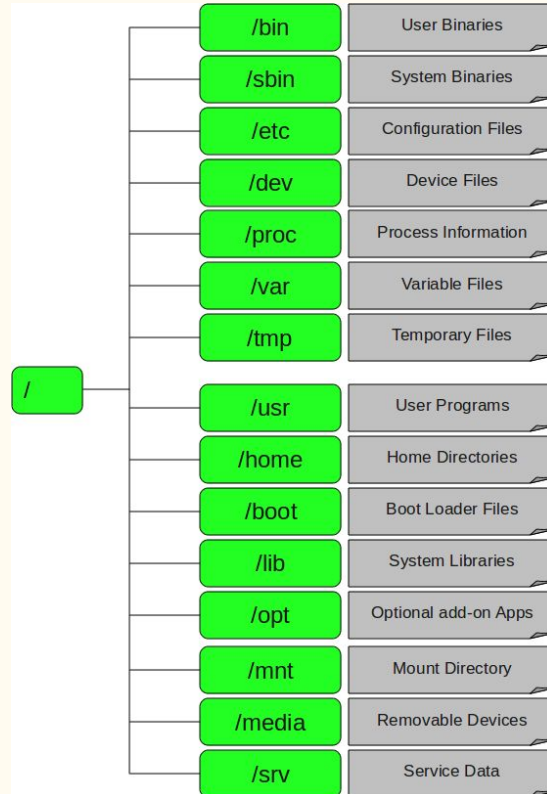 /bin User Binaries
/sbin System Binaries
/etc Configuration Files
/dev Device Files
/proc Process Information
/var Variable Files
/tmp Temporary Files
/
/usr User Programs
/home Home Directories
/boot Boot Loader Files
/lib System Libraries
/opt Optional add-on Apps
/mnt Mount Directory
/media Removable Devices
/srv Service Data